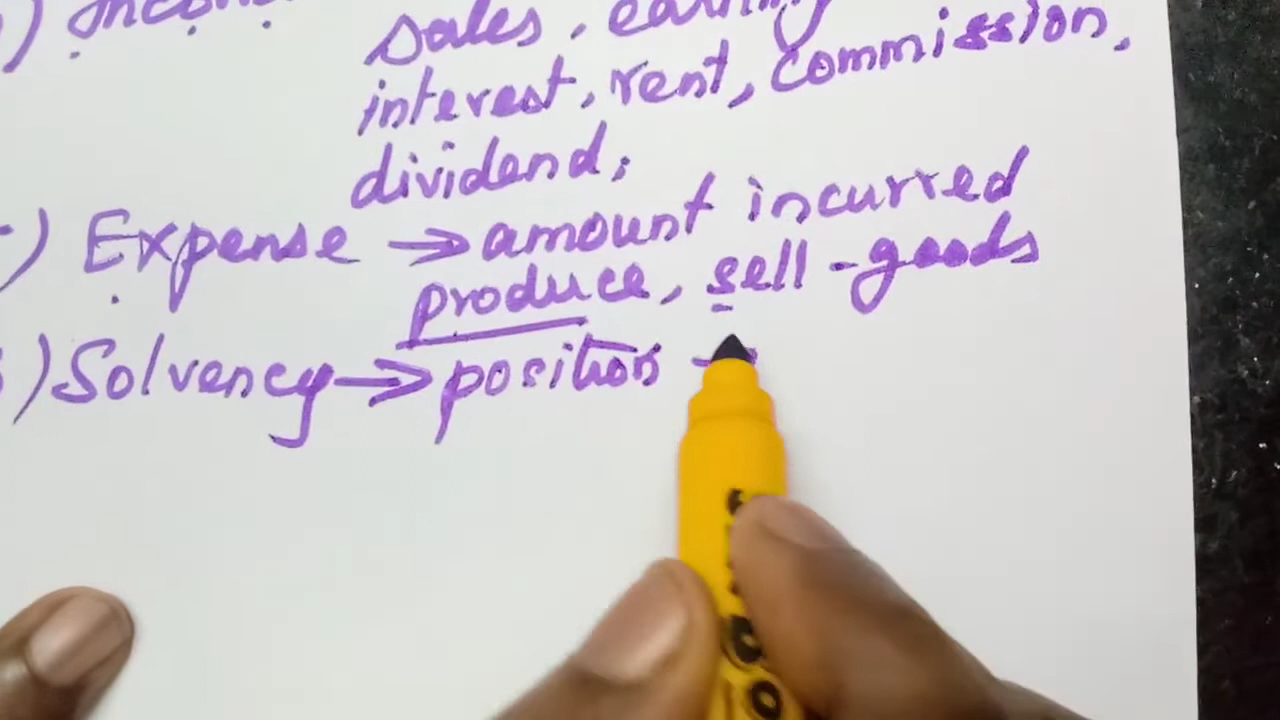 sales, earning
interest, rent, commission,
dividend;
) Expense → amount incurred
produce, sell - goods
) Solvency → position